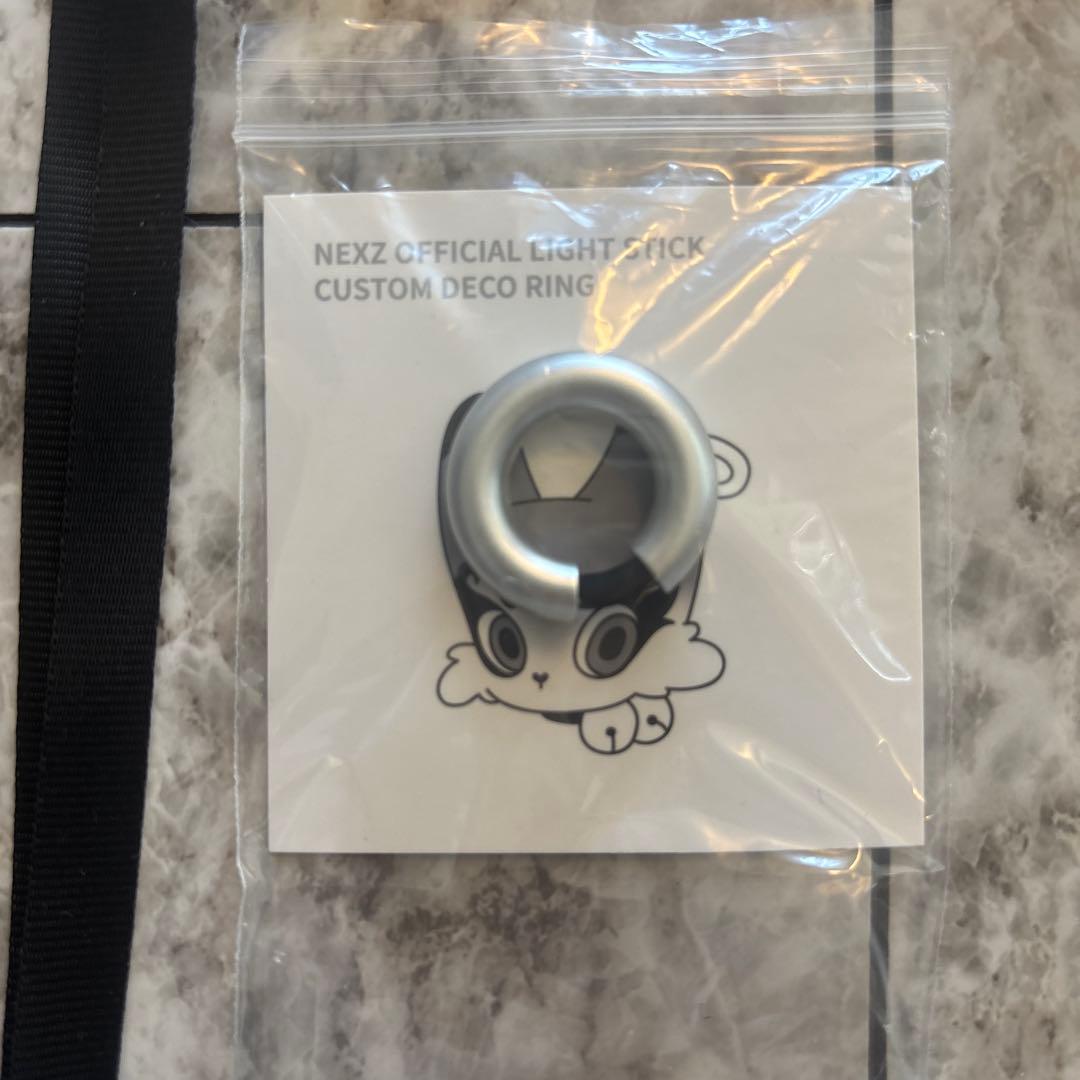 NEXZ OFFICIAL LIGHT STICK
CUSTOM DECO RING